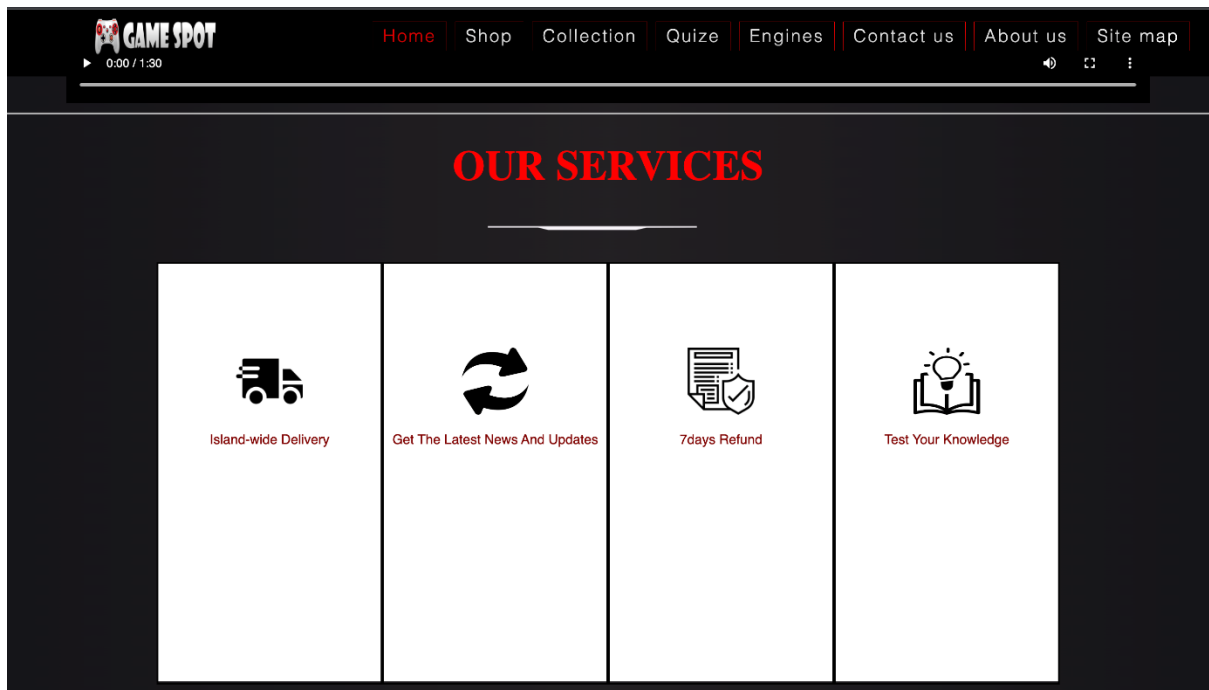 GAME SPOT
Home Shop Collection Quize Engines Contact us About us Site map
0:00 / 1:30
OUR SERVICES
Island-wide Delivery
Get The Latest News And Updates
7days Refund
Test Your Knowledge